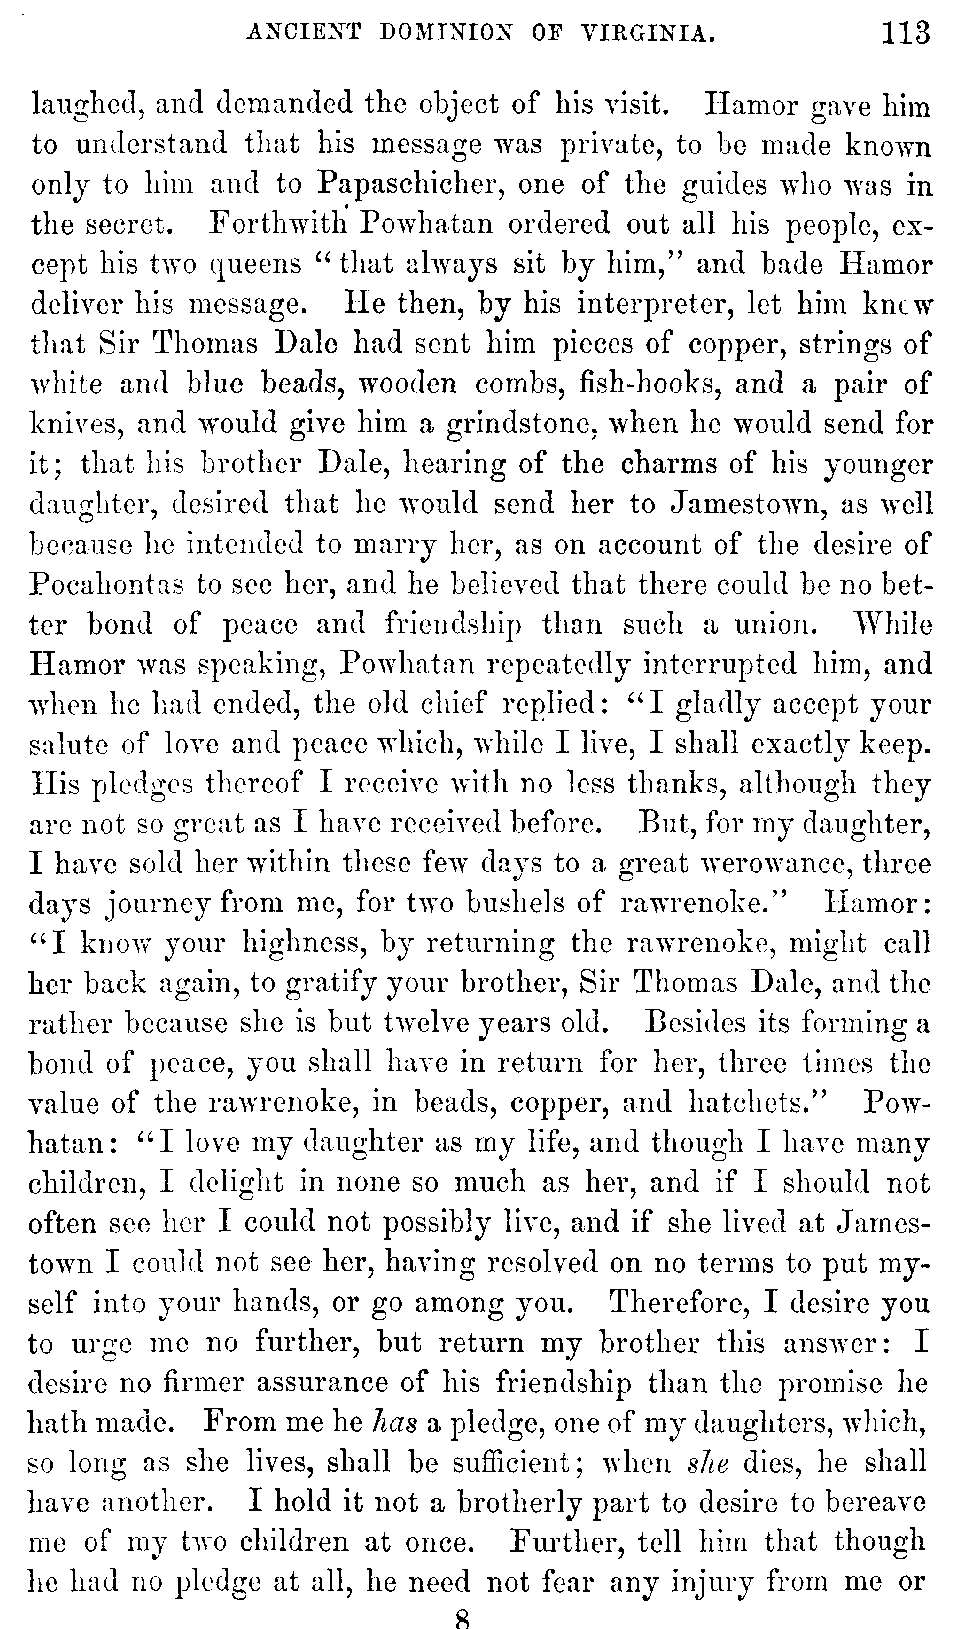 ANCIENT DOMINION OF VIRGINIA. 113
laughed, and demanded the object of his visit. Hamor gave him
to understand that his message was private, to be made known
only to him and to Papaschicher, one of the guides who was in
the secret. Forthwith Powhatan ordered out all his people, ex-
cept his two queens “that always sit by him,” and bade Hamor
deliver his message. He then, by his interpreter, let him know
that Sir Thomas Dale had sent him pieces of copper, strings of
white and blue beads, wooden combs, fish-hooks, and a pair of
knives, and would give him a grindstone, when he would send for
it; that his brother Dale, hearing of the charms of his younger
daughter, desired that he would send her to Jamestown, as well
because he intended to marry her, as on account of the desire of
Pocahontas to see her, and he believed that there could be no bet-
ter bond of peace and friendship than such a union. While
Hamor was speaking, Powhatan repeatedly interrupted him, and
when he had ended, the old chief replied: “I gladly accept your
salute of love and peace which, while I live, I shall exactly keep.
His pledges thereof I receive with no less thanks, although they
are not so great as I have received before. But, for my daughter,
I have sold her within these few days to a great werowance, three
days journey from me, for two bushels of rawrenoke.” Hamor:
“I know your highness, by returning the rawrenoke, might call
her back again, to gratify your brother, Sir Thomas Dale, and the
rather because she is but twelve years old. Besides its forming a
bond of peace, you shall have in return for her, three times the
value of the rawrenoke, in beads, copper, and hatchets.” Pow-
hatan: “I love my daughter as my life, and though I have many
children, I delight in none so much as her, and if I should not
often see her I could not possibly live, and if she lived at James-
town I could not see her, having resolved on no terms to put my-
self into your hands, or go among you. Therefore, I desire you
to urge me no further, but return my brother this answer: I
desire no firmer assurance of his friendship than the promise he
hath made. From me he has a pledge, one of my daughters, which,
so long as she lives, shall be sufficient; when she dies, he shall
have another. I hold it not a brotherly part to desire to bereave
me of my two children at once. Further, tell him that though
he had no pledge at all, he need not fear any injury from me or
8